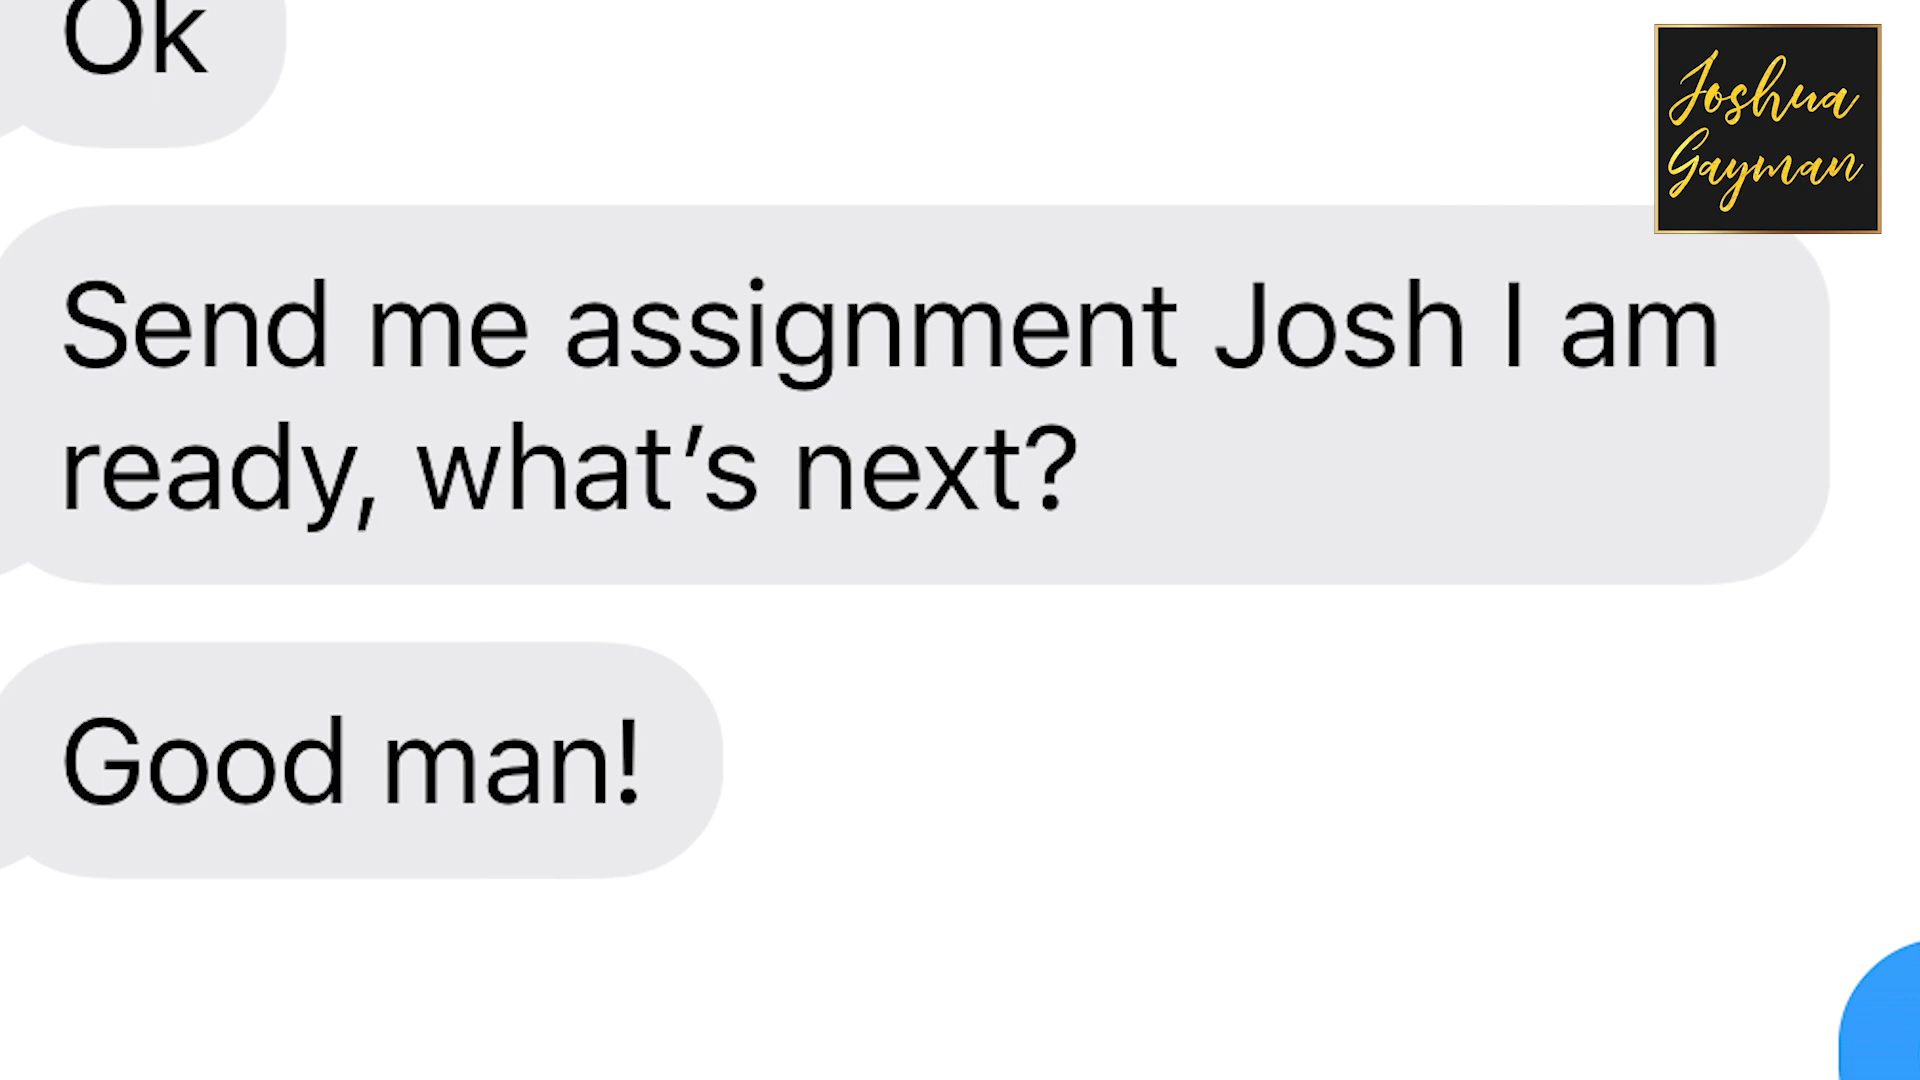 Ok
Joshua
Gayman
Send me assignment Josh I am
ready, what’s next?
Good man!